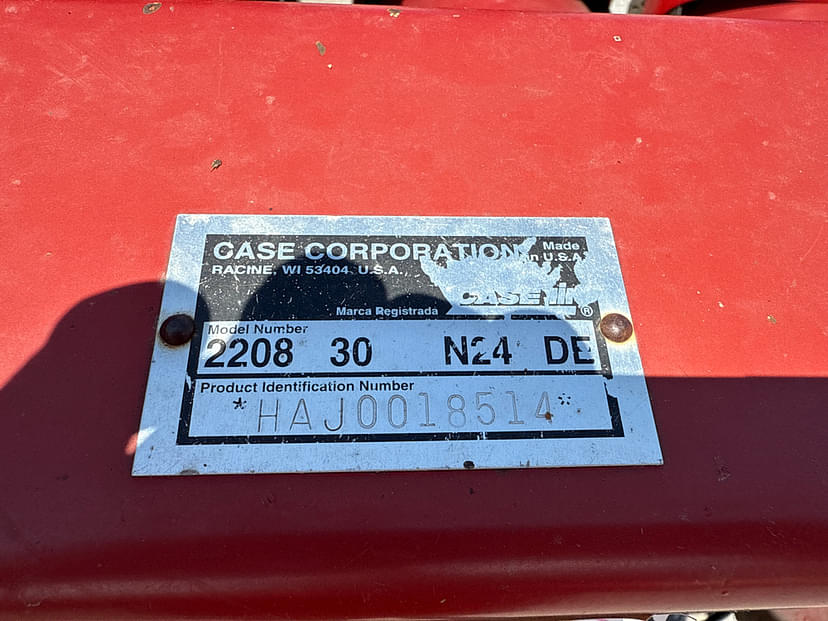 CASE CORPORATION
Made
in U.S.A.
RACINE, WI 53404 U.S.A.
CASE IH
Marca Registrada
®
Model Number
2208 30 N24 DE
Product Identification Number
*HAJ0018514*